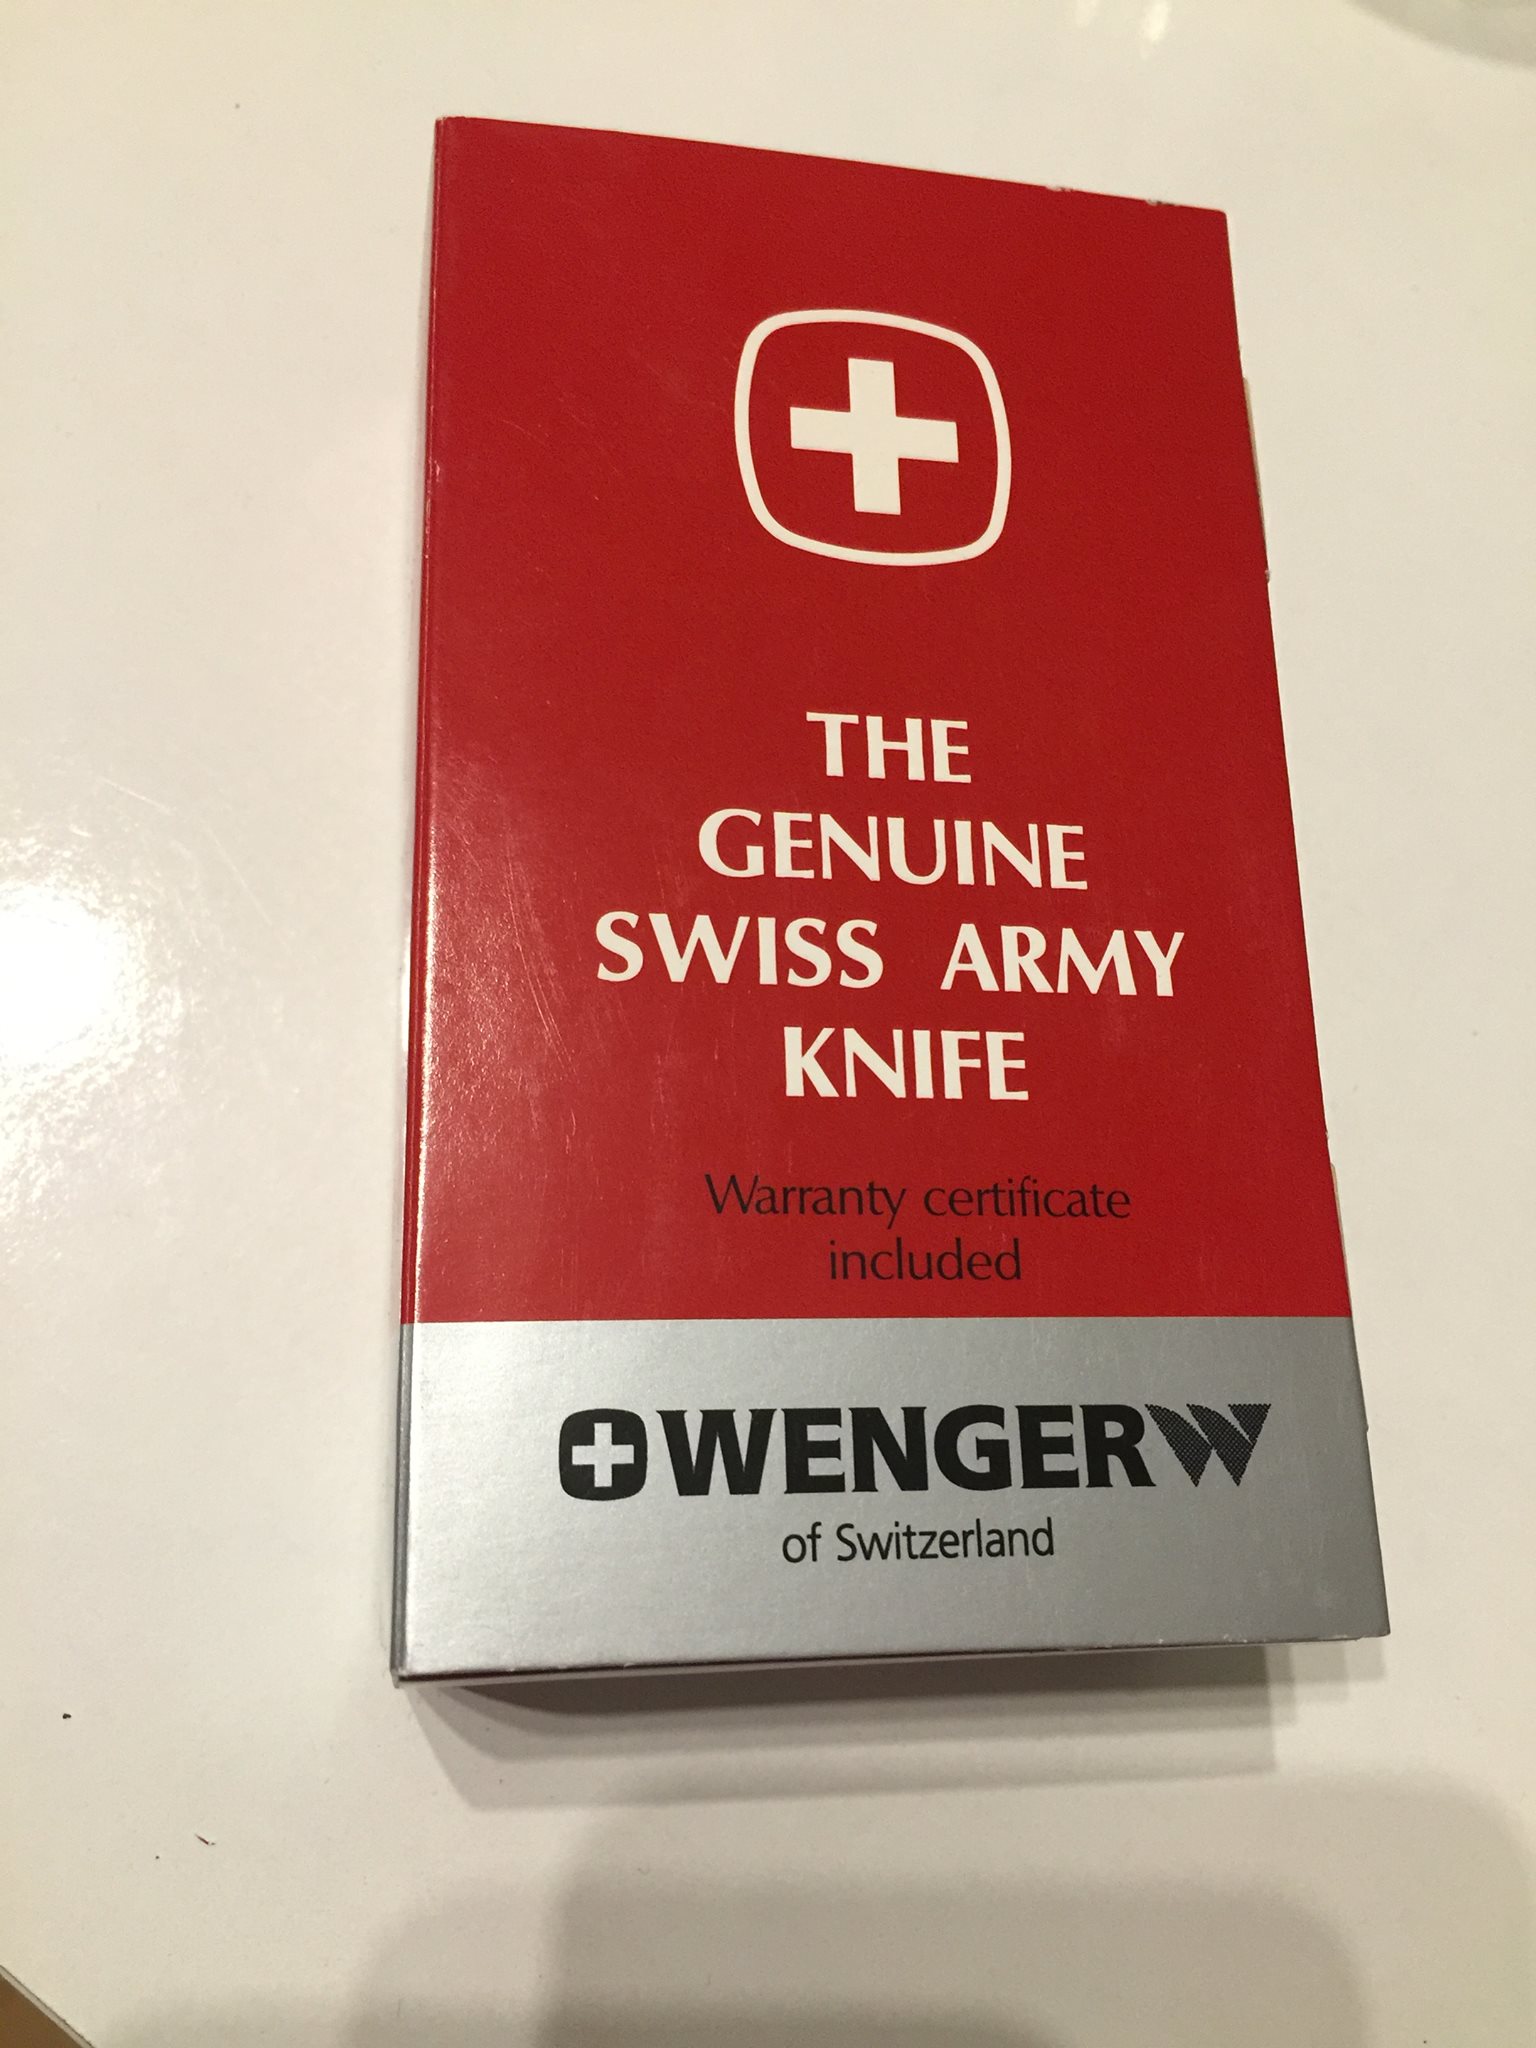 THE
GENUINE
SWISS ARMY
KNIFE
Warranty certificate
included
WENGER
of Switzerland